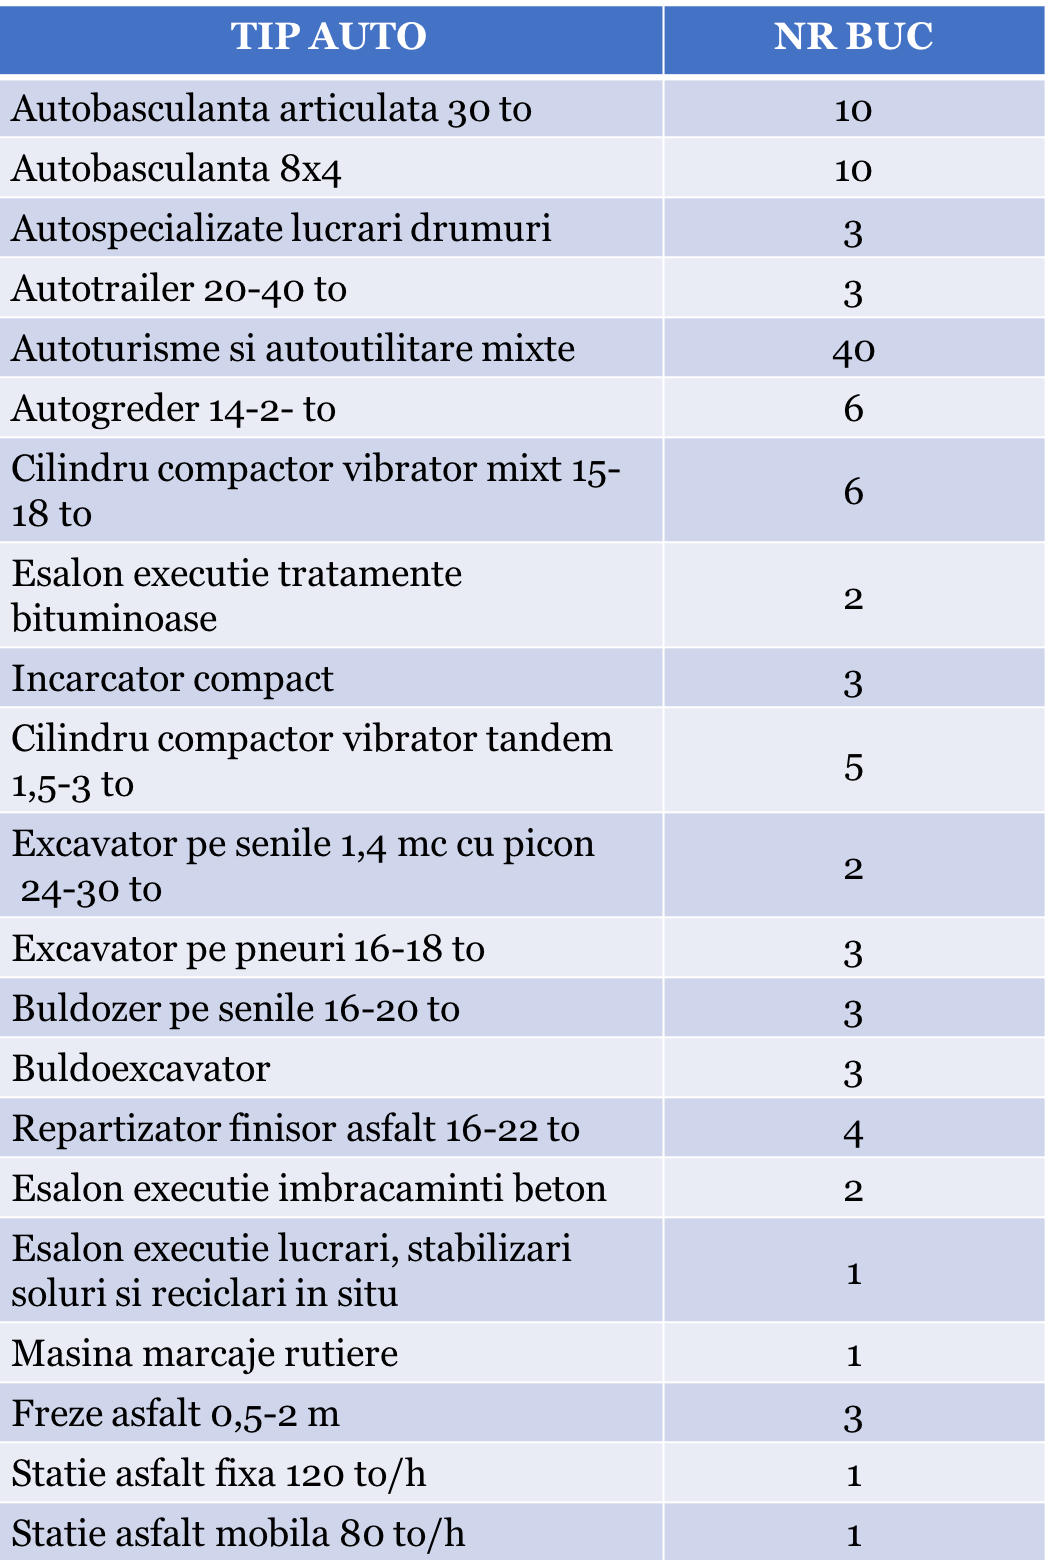 TIP AUTO NR BUC
Autobasculanta articulata 30 to 10
Autobasculanta 8x4 10
Autospecializate lucrari drumuri 3
Autotrailer 20-40 to 3
Autoturisme si autoutilitare mixte 40
Autogreder 14-2- to 6
Cilindru compactor vibrator mixt 15-
18 to
6
Esalon executie tratamente
bituminoase
2
Incarcator compact 3
Cilindru compactor vibrator tandem
1,5-3 to
5
Excavator pe senile 1,4 mc cu picon
24-30 to
2
Excavator pe pneuri 16-18 to 3
Buldozer pe senile 16-20 to 3
Buldoexcavator 3
Repartizator finisor asfalt 16-22 to 4
Esalon executie imbracaminti beton 2
Esalon executie lucrari, stabilizari
soluri si reciclari in situ
1
Masina marcaje rutiere 1
Freze asfalt 0,5-2 m 3
Statie asfalt fixa 120 to/h 1
Statie asfalt mobila 80 to/h 1